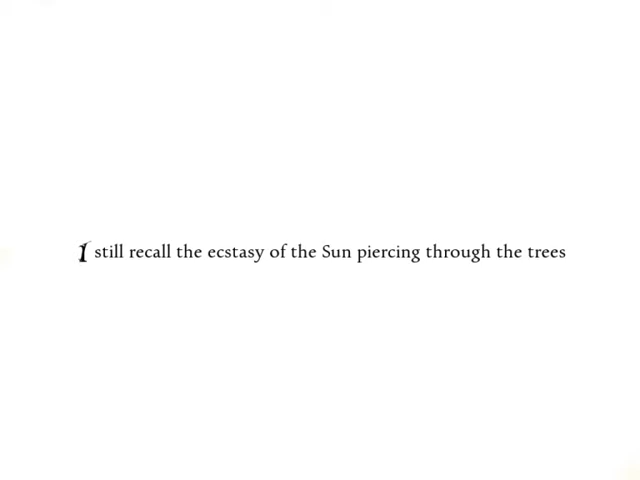 I still recall the ecstasy of the Sun piercing through the trees